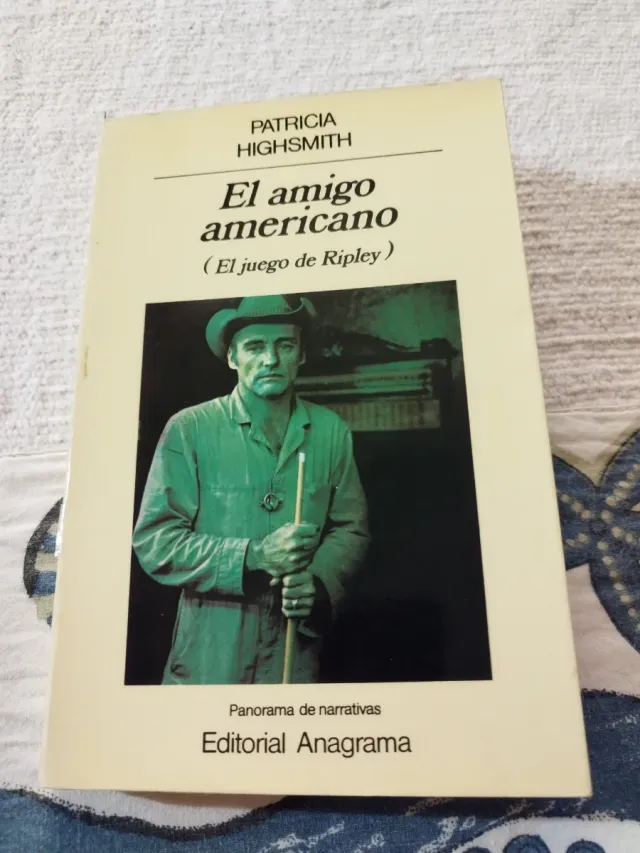 PATRICIA
HIGHSMITH
El amigo
americano
(El juego de Ripley)
Panorama de narrativas
Editorial Anagrama